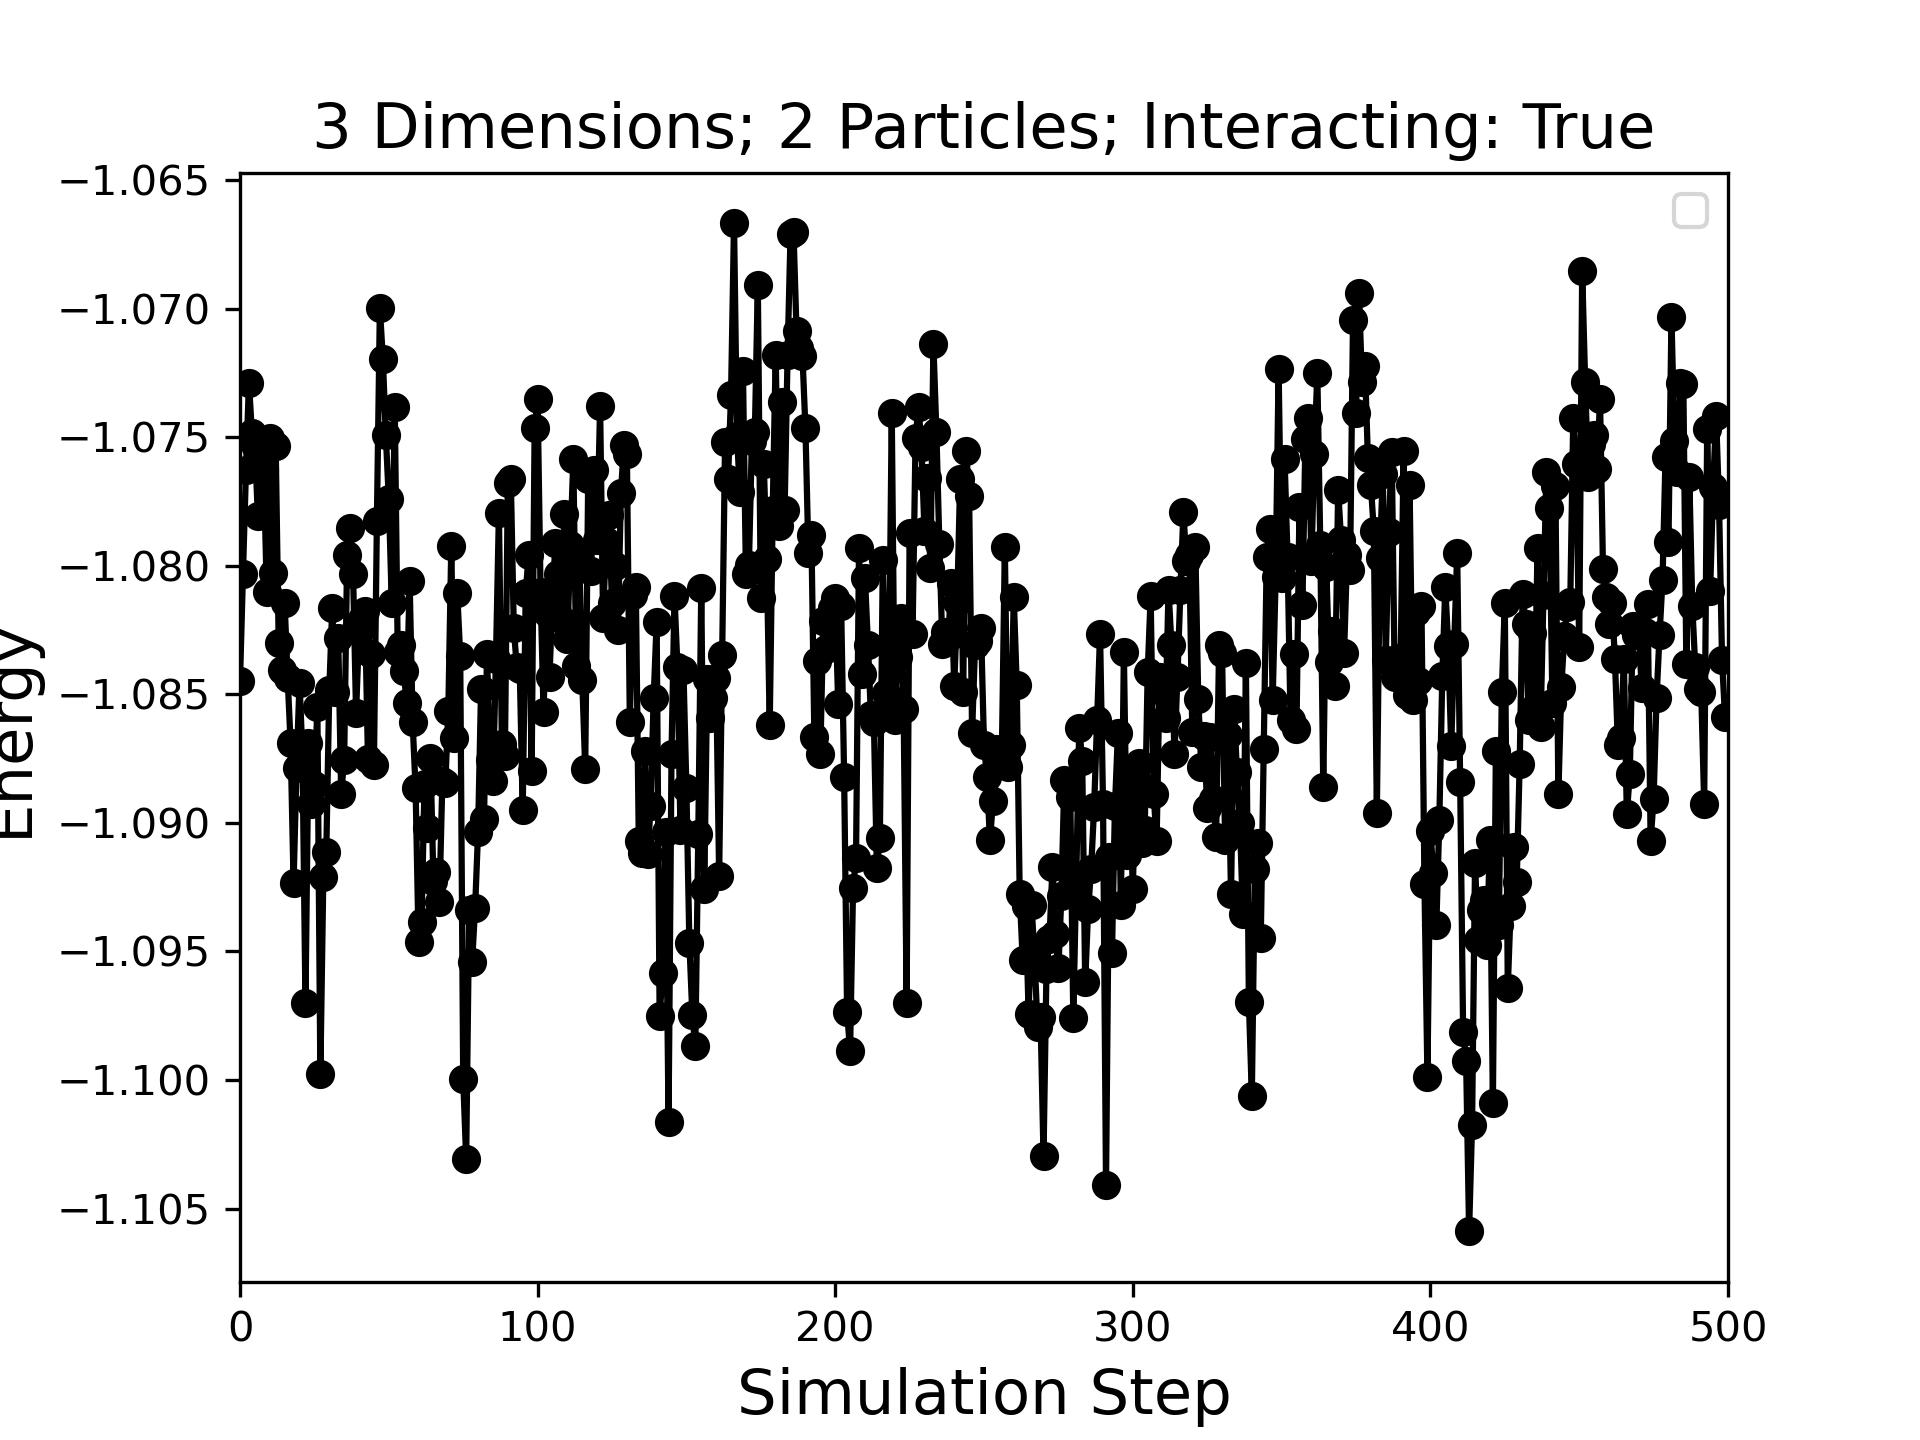 3 Dimensions; 2 Particles; Interacting: True
−1.065
−1.070
−1.075
−1.080
−1.085
−1.090
−1.095
−1.100
−1.105
Energy
0 100 200 300 400 500
Simulation Step